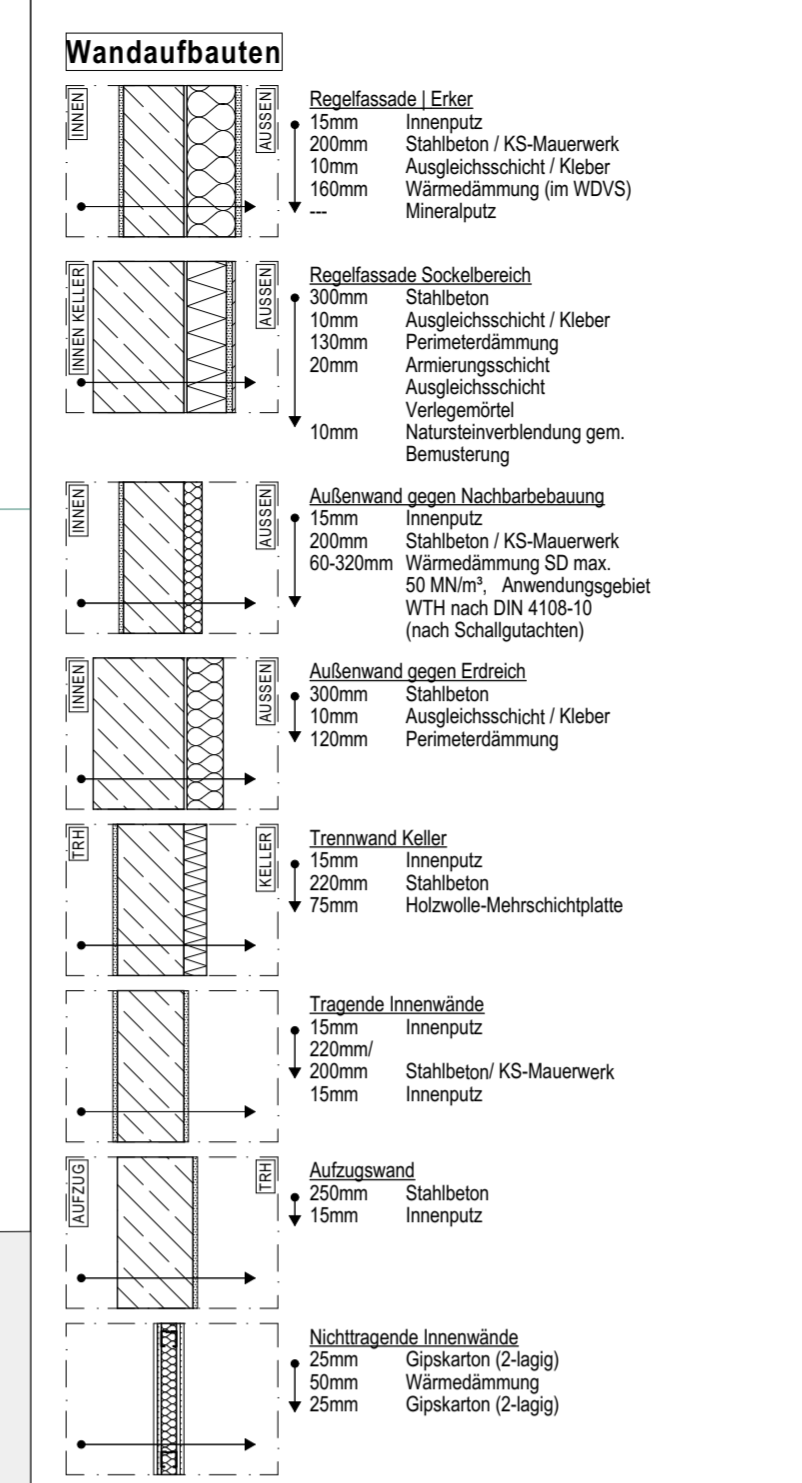 Wandaufbauten
INNEN
AUSSEN
Regelfassade | Erker
15mm Innenputz
200mm Stahlbeton / KS-Mauerwerk
10mm Ausgleichsschicht / Kleber
160mm Wärmedämmung (im WDVS)
--- Mineralputz
INNEN KELLER
AUSSEN
Regelfassade Sockelbereich
300mm Stahlbeton
10mm Ausgleichsschicht / Kleber
130mm Perimeterdämmung
20mm Armierungsschicht
Ausgleichsschicht
Verlegemörtel
10mm Natursteinverblendung gem.
Bemusterung
INNEN
AUSSEN
Außenwand gegen Nachbarbebauung
15mm Innenputz
200mm Stahlbeton / KS-Mauerwerk
60-320mm Wärmedämmung SD max.
50 MN/m³, Anwendungsgebiet
WTH nach DIN 4108-10
(nach Schallgutachten)
INNEN
AUSSEN
Außenwand gegen Erdreich
300mm Stahlbeton
10mm Ausgleichsschicht / Kleber
120mm Perimeterdämmung
TRH
KELLER
Trennwand Keller
15mm Innenputz
220mm Stahlbeton
75mm Holzwolle-Mehrschichtplatte
Tragende Innenwände
15mm Innenputz
220mm/
200mm Stahlbeton/ KS-Mauerwerk
15mm Innenputz
AUFZUG
TRH
Aufzugswand
250mm Stahlbeton
15mm Innenputz
Nichttragende Innenwände
25mm Gipskarton (2-lagig)
50mm Wärmedämmung
25mm Gipskarton (2-lagig)